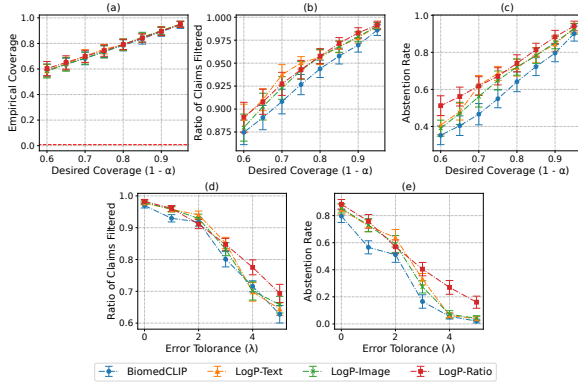 (a)
(b)
(c)
Empirical Coverage
1.0
0.8
0.6
0.4
0.2
0.0
0.6 0.7 0.8 0.9
Desired Coverage (1 - α)
Ratio of Claims Filtered
1.000
0.975
0.950
0.925
0.900
0.875
0.6 0.7 0.8 0.9
Desired Coverage (1 - α)
Abstention Rate
1.0
0.8
0.6
0.4
0.6 0.7 0.8 0.9
Desired Coverage (1 - α)
(d)
(e)
Ratio of Claims Filtered
1.0
0.9
0.8
0.7
0.6
0 2 4
Error Tolorance (λ)
Abstention Rate
0.8
0.6
0.4
0.2
0.0
0 2 4
Error Tolorance (λ)
BiomedCLIP LogP-Text LogP-Image LogP-Ratio